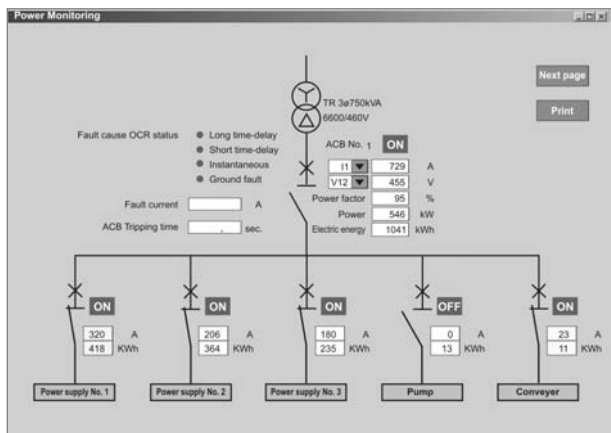 Power Monitoring
Next page
Print
TR 3ø750kVA
6600/460V
Fault cause OCR status
Long time-delay
Short time-delay
Instantaneous
Ground fault
ACB No. 1 ON
I1 729 A
V12 455 V
Power factor 95 %
Power 546 kW
Electric energy 1041 kWh
Fault current A
ACB Tripping time . sec.
ON ON ON OFF ON
320 A 206 A 180 A 0 A 23 A
418 KWh 364 KWh 235 KWh 13 KWh 11 KWh
Power supply No. 1 Power supply No. 2 Power supply No. 3 Pump Conveyer